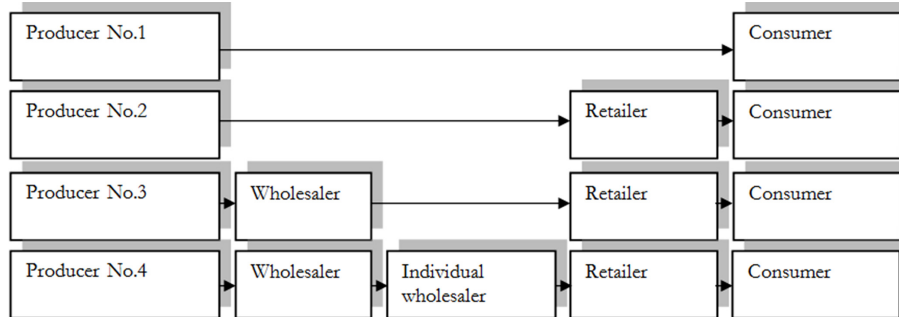 Producer No.1
Consumer
Producer No.2
Retailer
Consumer
Producer No.3
Wholesaler
Retailer
Consumer
Producer No.4
Wholesaler
Individual
wholesaler
Retailer
Consumer